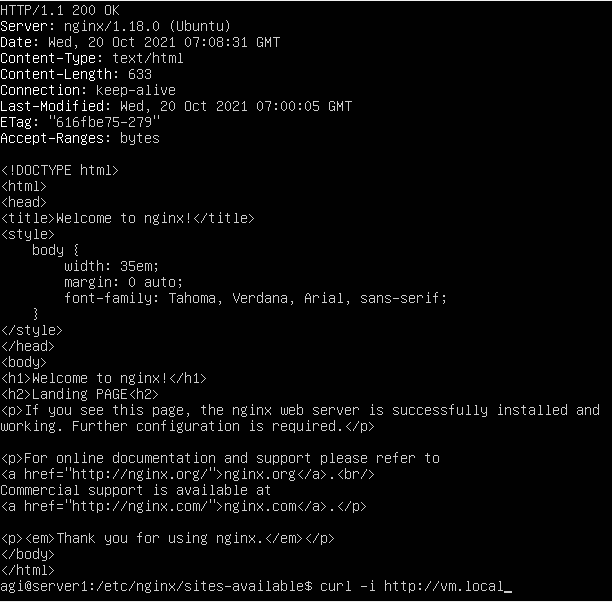 HTTP/1.1 200 OK
Server: nginx/1.18.0 (Ubuntu)
Date: Wed, 20 Oct 2021 07:08:31 GMT
Content-Type: text/html
Content-Length: 633
Connection: keep-alive
Last-Modified: Wed, 20 Oct 2021 07:00:05 GMT
ETag: "616fbe75-279"
Accept-Ranges: bytes

<!DOCTYPE html>
<html>
<head>
<title>Welcome to nginx!</title>
<style>
    body {
        width: 35em;
        margin: 0 auto;
        font-family: Tahoma, Verdana, Arial, sans-serif;
    }
</style>
</head>
<body>
<h1>Welcome to nginx!</h1>
<h2>Landing PAGE<h2>
<p>If you see this page, the nginx web server is successfully installed and
working. Further configuration is required.</p>

<p>For online documentation and support please refer to
<a href="http://nginx.org/">nginx.org</a>.<br/>
Commercial support is available at
<a href="http://nginx.com/">nginx.com</a>.</p>

<p><em>Thank you for using nginx.</em></p>
</body>
</html>
agi@server1:/etc/nginx/sites-available$ curl -i http://vm.local_